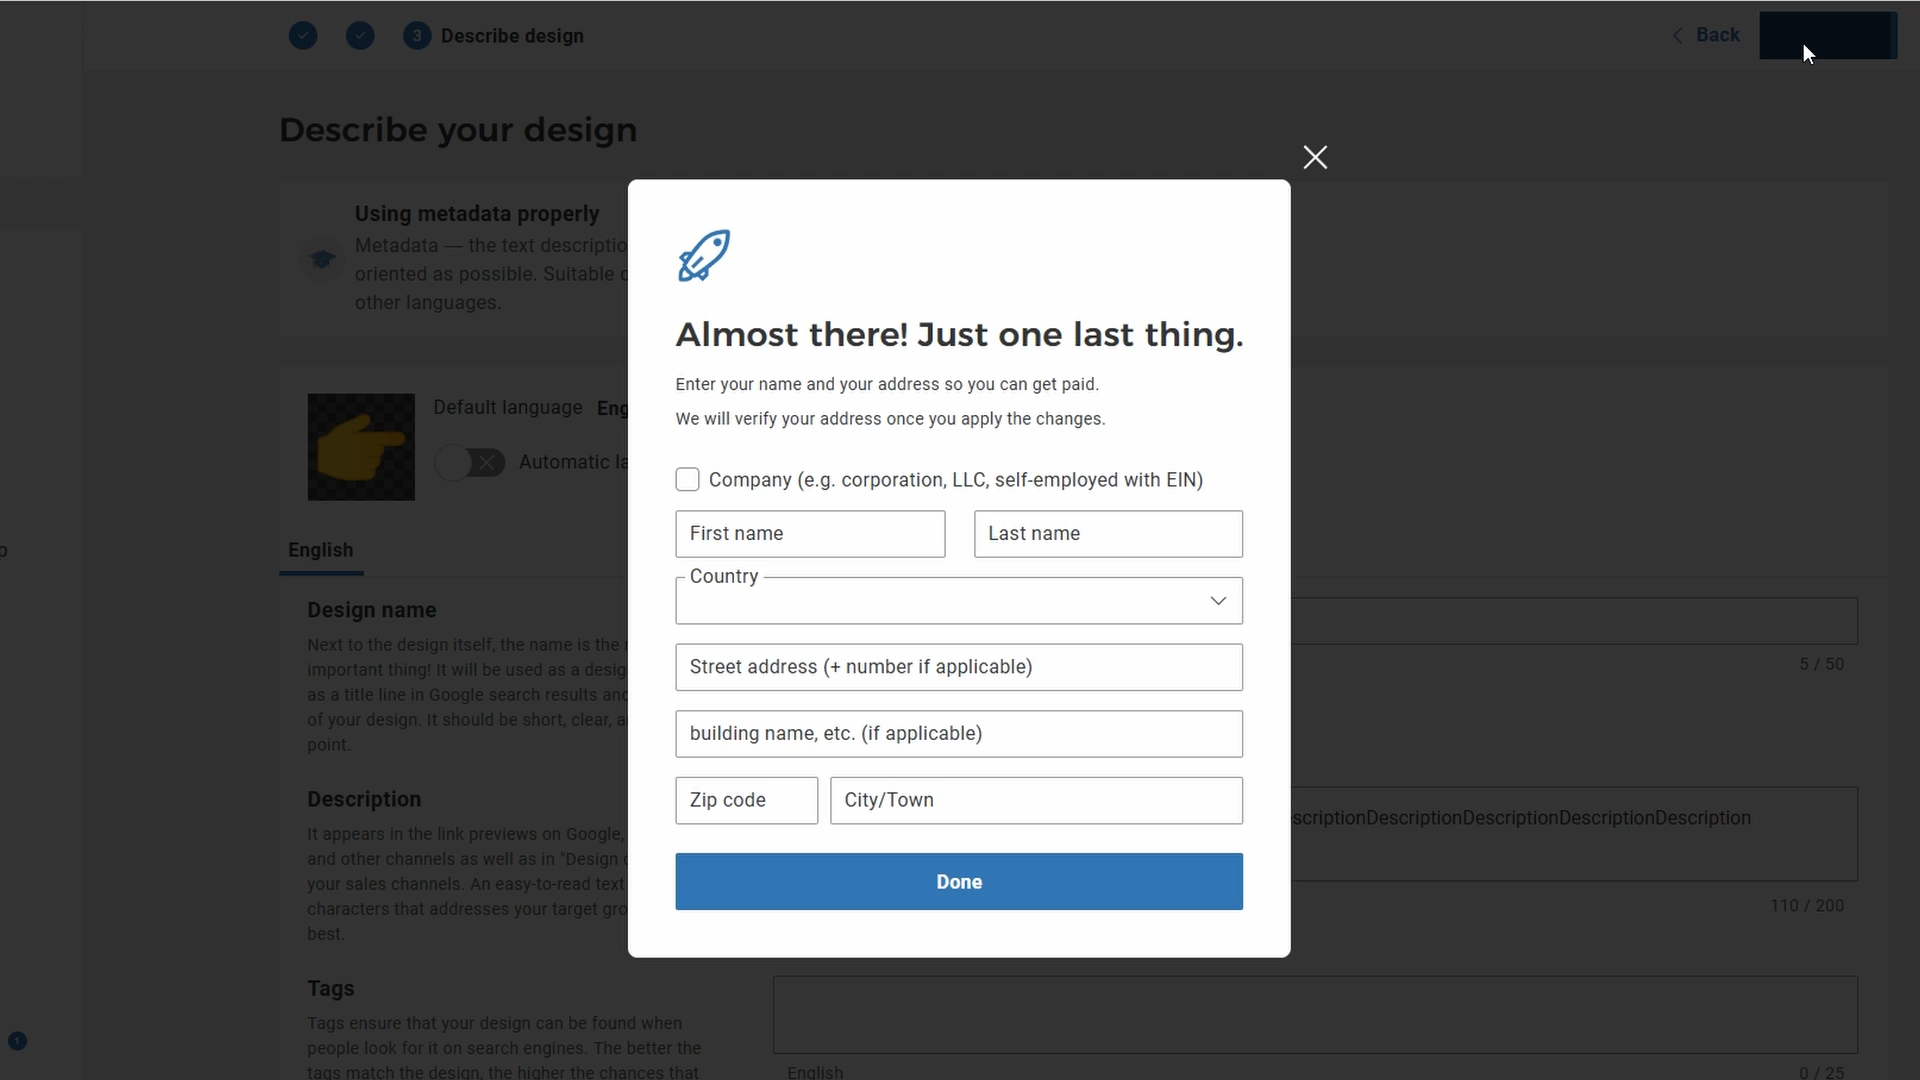 3 Describe design
Back
Describe your design
Using metadata properly
Metadata — the text
oriented as possible. Suitable
other languages.
Almost there! Just one last thing.
Enter your name and your address so you can get paid.
We will verify your address once you apply the changes.
Default language
Automatic
Company (e.g. corporation, LLC, self-employed with EIN)
First name
Last name
English
Country
Design name
Next to the design itself, the name is the
important thing! It will be used as a
as a title line in Google search results
of your design. It should be short, clear,
point.
5 / 50
Street address (+ number if applicable)
building name, etc. (if applicable)
Zip code
City/Town
Description
It appears in the link previews on Google,
and other channels as well as in "Design
your sales channels. An easy-to-read text
characters that addresses your target
best.
scriptionDescriptionDescriptionDescriptionDescription
110 / 200
Done
Tags
Tags ensure that your design can be found when
people look for it on search engines. The better the
tags match the design, the higher the chances that
English
0 / 25
1